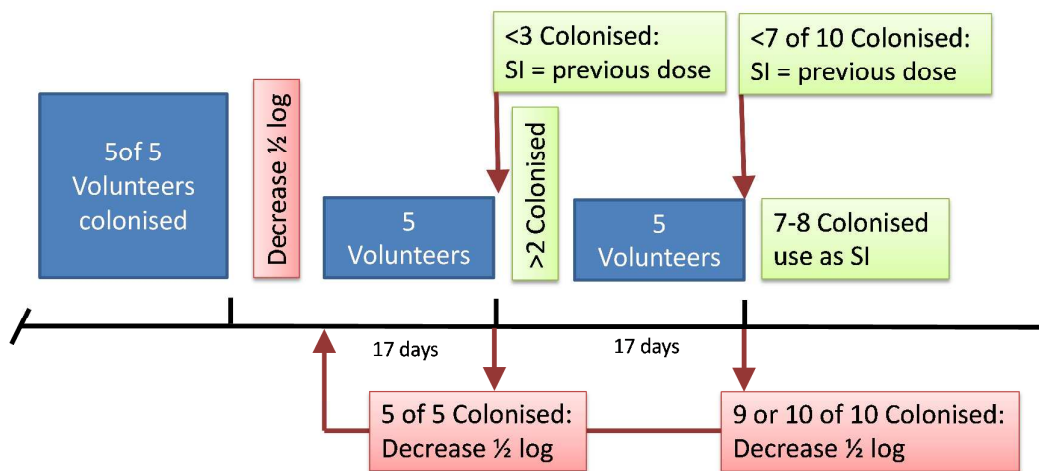 5of 5
Volunteers
colonised
Decrease ½ log
5
Volunteers
<3 Colonised:
SI = previous dose
>2 Colonised
5
Volunteers
<7 of 10 Colonised:
SI = previous dose
7-8 Colonised
use as SI
17 days
17 days
5 of 5 Colonised:
Decrease ½ log
9 or 10 of 10 Colonised:
Decrease ½ log